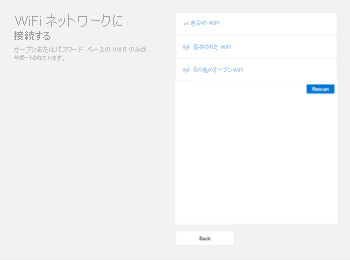 WiFi ネットワークに
接続する
オープンまたはパスワード ベースの WiFi のみが
サポートされています。
自分の WiFi
保存された WiFi
その他のオープンWiFi
Rescan
Back